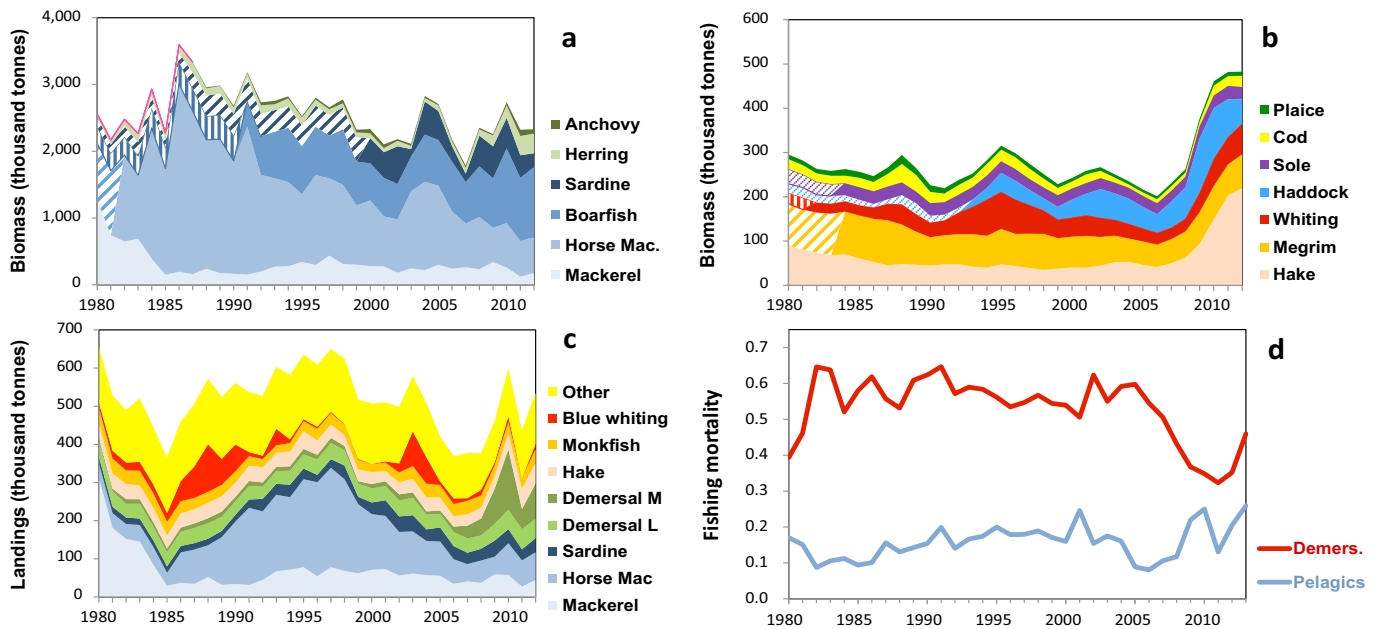 a
Biomass (thousand tonnes)
4,000
3,000
2,000
1,000
0
1980 1985 1990 1995 2000 2005 2010
Anchovy
Herring
Sardine
Boarfish
Horse Mac.
Mackerel
b
Biomass (thousand tonnes)
600
500
400
300
200
100
0
1980 1985 1990 1995 2000 2005 2010
Plaice
Cod
Sole
Haddock
Whiting
Megrim
Hake
c
Landings (thousand tonnes)
700
600
500
400
300
200
100
0
1980 1985 1990 1995 2000 2005 2010
Other
Blue whiting
Monkfish
Hake
Demersal M
Demersal L
Sardine
Horse Mac
Mackerel
d
Fishing mortality
0.7
0.6
0.5
0.4
0.3
0.2
0.1
0.0
1980 1985 1990 1995 2000 2005 2010
Demers.
Pelagics